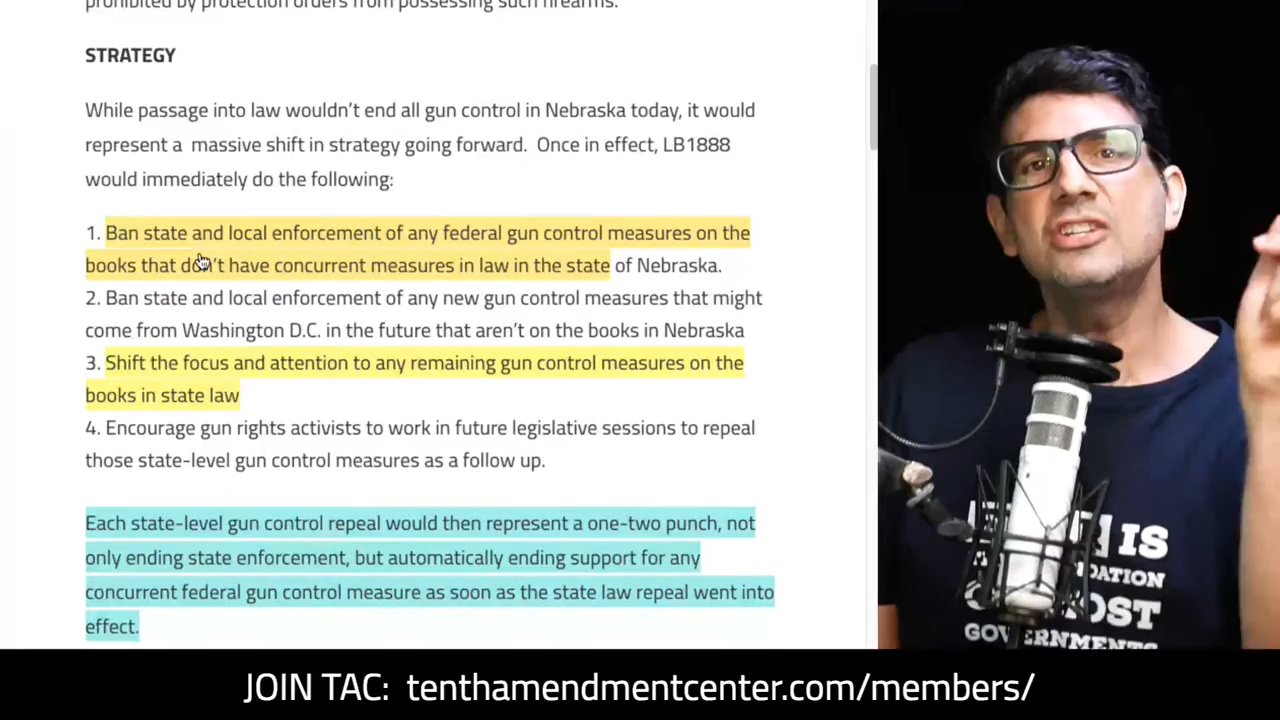 prohibited by protection orders from possessing such firearms.
STRATEGY
While passage into law wouldn’t end all gun control in Nebraska today, it would
represent a massive shift in strategy going forward. Once in effect, LB1888
would immediately do the following:
1. Ban state and local enforcement of any federal gun control measures on the
books that don’t have concurrent measures in law in the state of Nebraska.
2. Ban state and local enforcement of any new gun control measures that might
come from Washington D.C. in the future that aren’t on the books in Nebraska
3. Shift the focus and attention to any remaining gun control measures on the
books in state law
4. Encourage gun rights activists to work in future legislative sessions to repeal
those state-level gun control measures as a follow up.
Each state-level gun control repeal would then represent a one-two punch, not
only ending state enforcement, but automatically ending support for any
concurrent federal gun control measure as soon as the state law repeal went into
effect.
IS
GOVERNMENTS
JOIN TAC: tenthamendmentcenter.com/members/